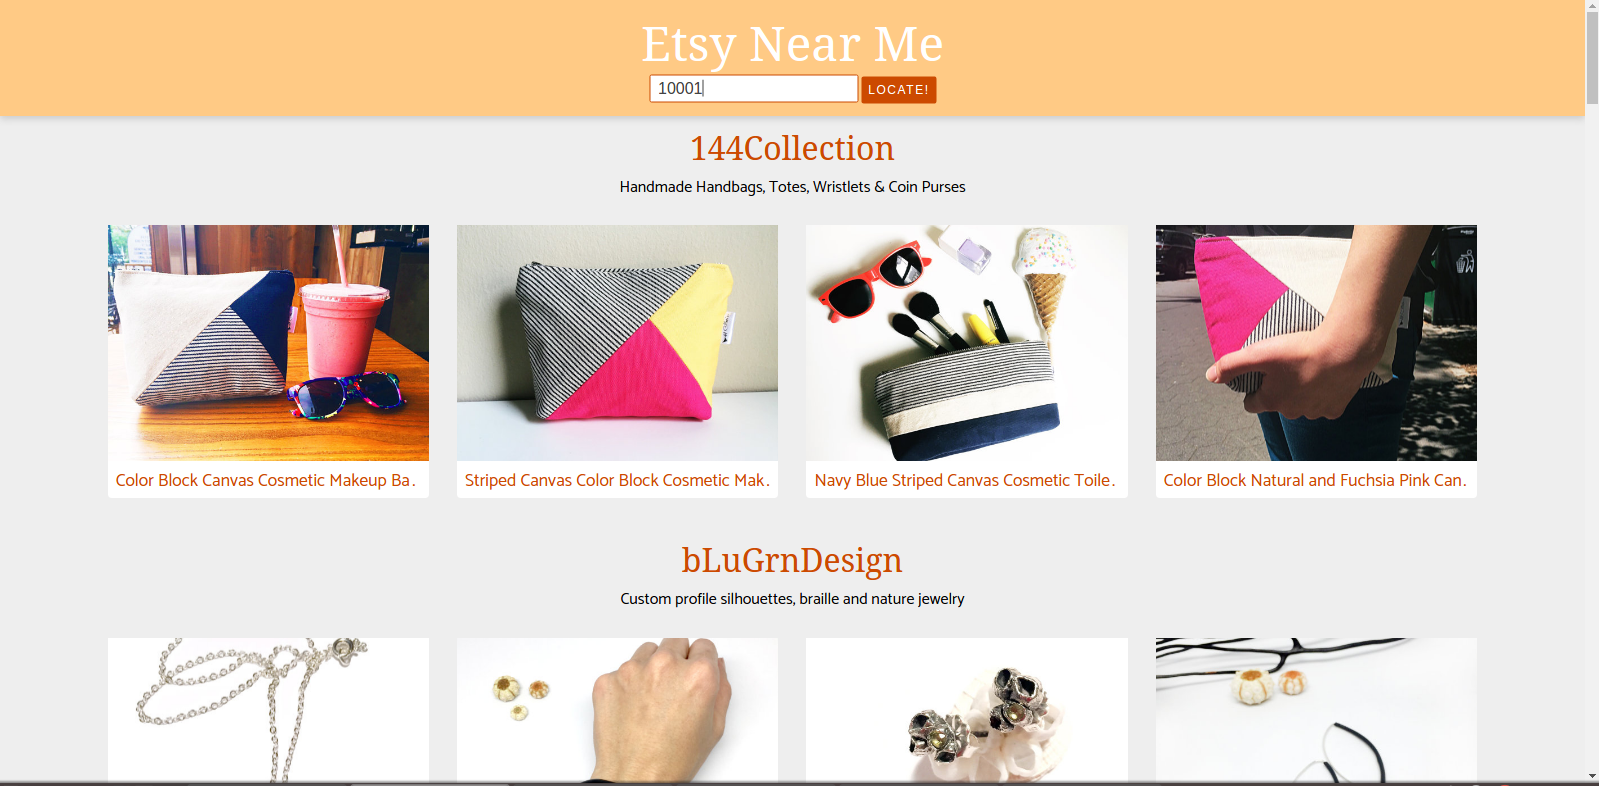 Etsy Near Me
10001
LOCATE!
144Collection
Handmade Handbags, Totes, Wristlets & Coin Purses
Color Block Canvas Cosmetic Makeup Ba.
Striped Canvas Color Block Cosmetic Mak.
Navy Blue Striped Canvas Cosmetic Toile.
Color Block Natural and Fuchsia Pink Can.
bLuGrnDesign
Custom profile silhouettes, braille and nature jewelry